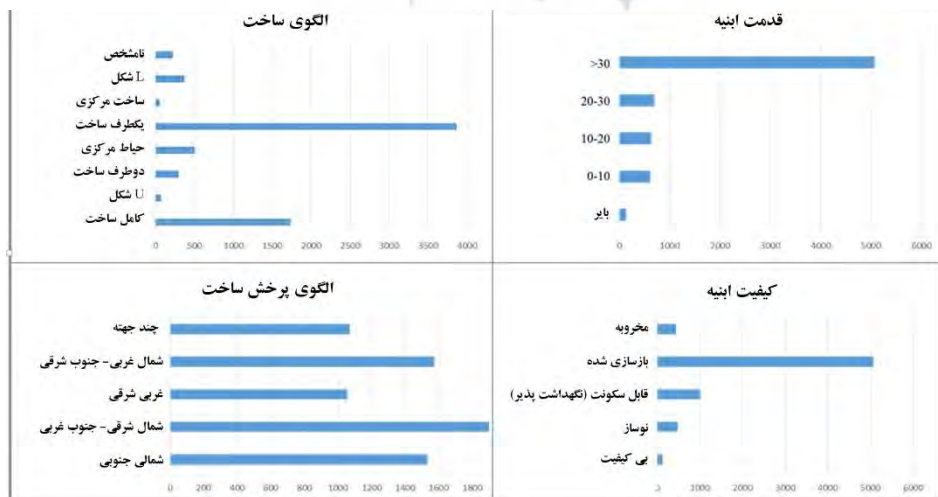 قدمت ابنیه
>30
20-30
10-20
0-10
بایر
0 1000 2000 3000 4000 5000 6000
الگوی ساخت
نامشخص
L شکل
ساخت مرکزی
یکطرف ساخت
حیاط مرکزی
دوطرف ساخت
U شکل
کامل ساخت
0 500 1000 1500 2000 2500 3000 3500 4000
کیفیت ابنیه
مخروبه
بازسازی شده
قابل سکونت (نگهداشت پذیر)
نوساز
بی کیفیت
0 1000 2000 3000 4000 5000 6000
الگوی پرخش ساخت
چند جهته
شمال غربی- جنوب شرقی
غربی شرقی
شمال شرقی- جنوب غربی
شمالی جنوبی
0 200 400 600 800 1000 1200 1400 1600 1800